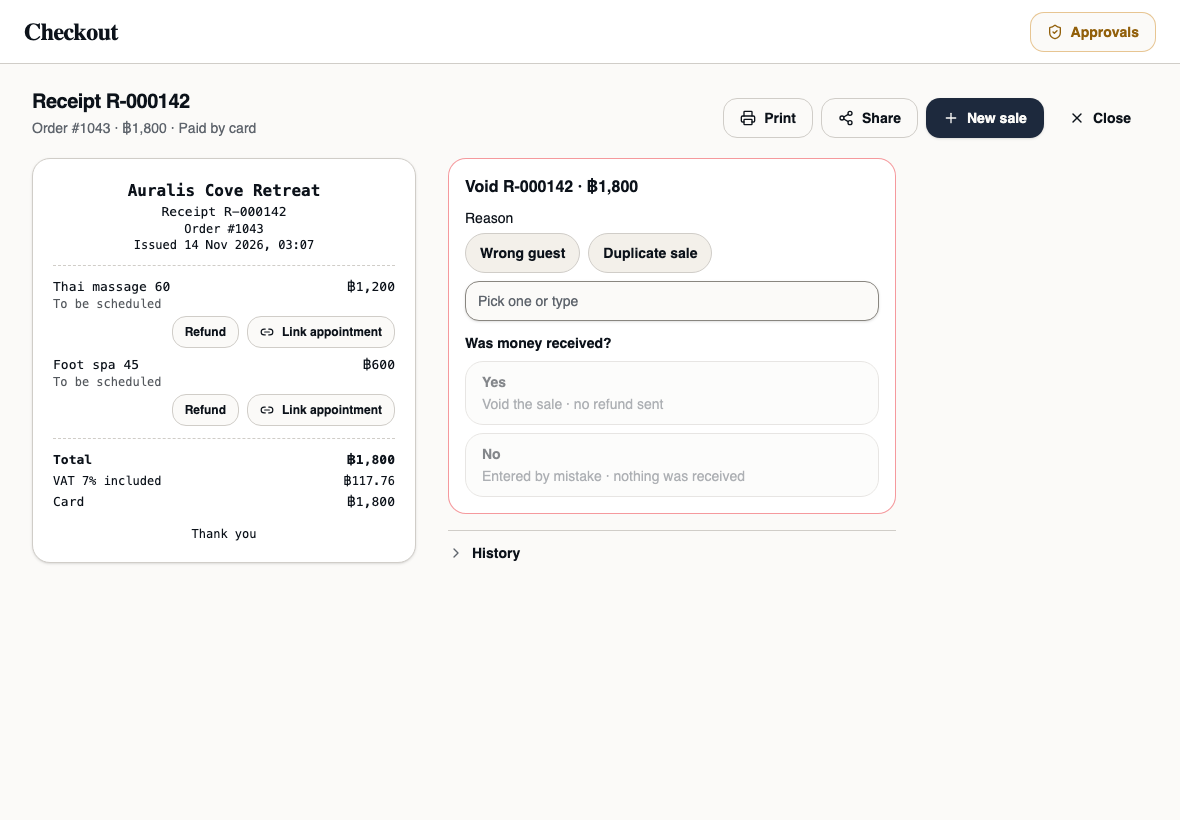 Checkout
Approvals
Receipt R-000142
Order #1043 · ฿1,800 · Paid by card
Print
Share
New sale
Close
Auralis Cove Retreat
Receipt R-000142
Order #1043
Issued 14 Nov 2026, 03:07
Thai massage 60 ฿1,200
To be scheduled
Refund Link appointment
Foot spa 45 ฿600
To be scheduled
Refund Link appointment
Total ฿1,800
VAT 7% included ฿117.76
Card ฿1,800
Thank you
Void R-000142 · ฿1,800
Reason
Wrong guest Duplicate sale
Pick one or type
Was money received?
Yes
Void the sale · no refund sent
No
Entered by mistake · nothing was received
History